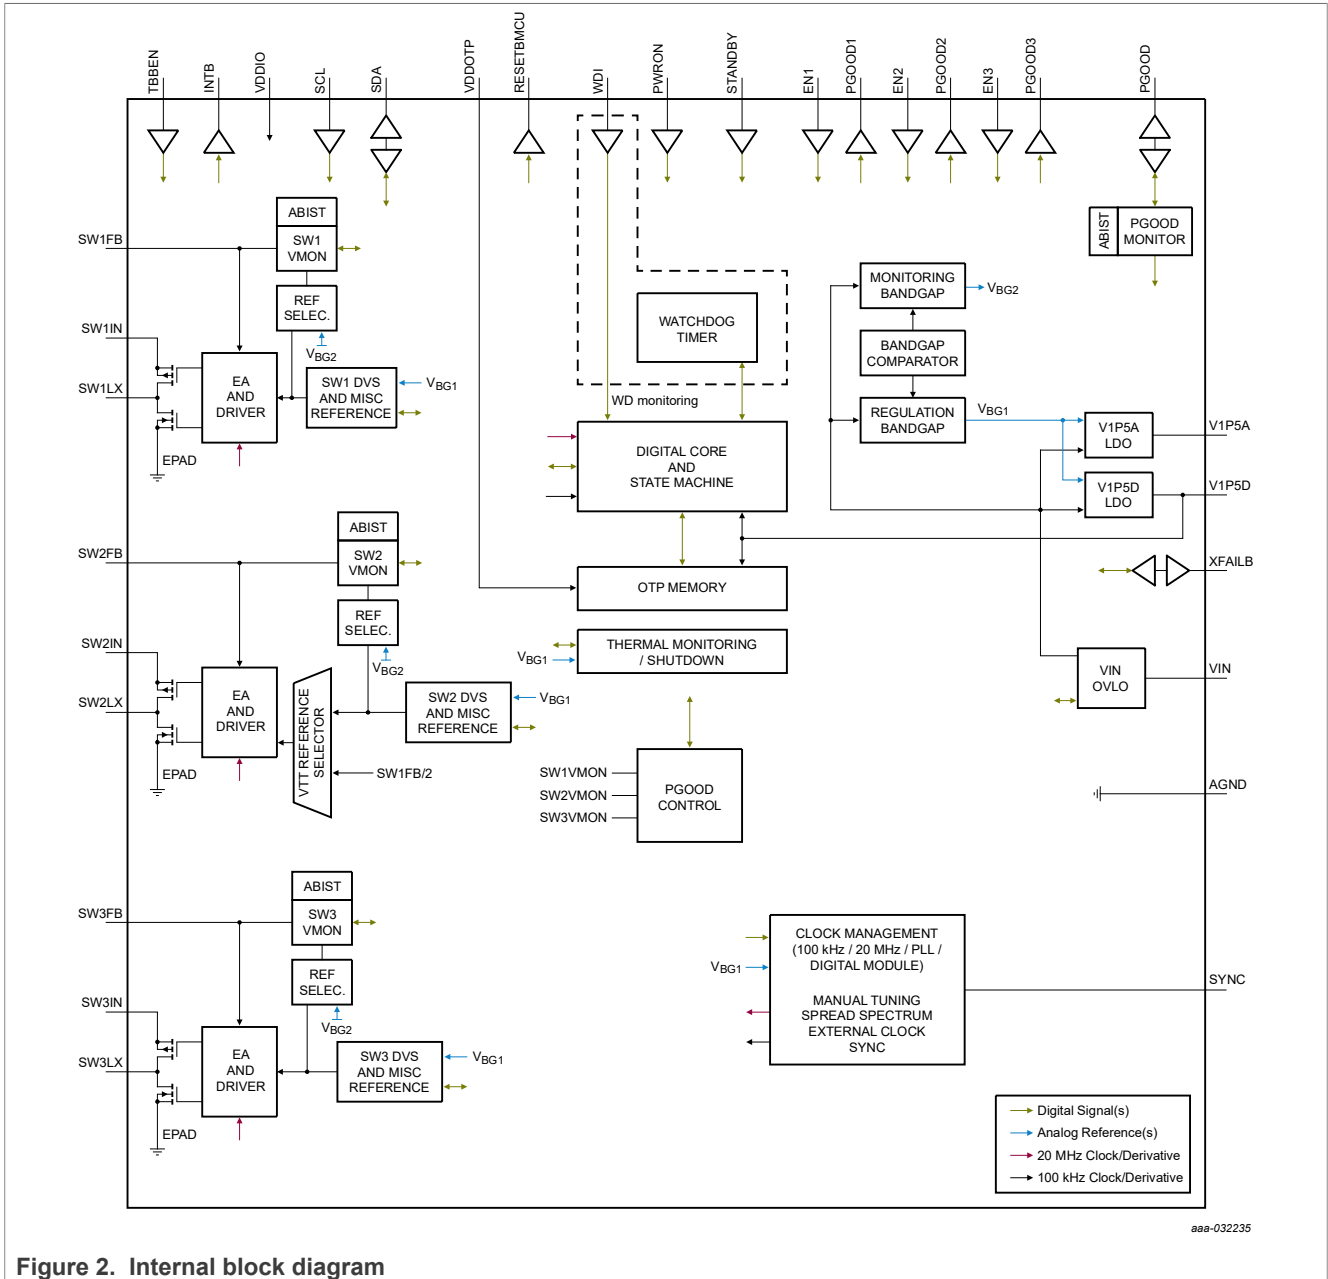 TBBEN
INTB
VDDIO
SCL
SDA
VDDOTP
RESETBMCU
WDI
PWRON
STANDBY
EN1
PGOOD1
EN2
PGOOD2
EN3
PGOOD3
PGOOD
ABIST
SW1
VMON
SW1FB
REF
SELEC.
VBG2
SW1IN
SW1LX
EA
AND
DRIVER
SW1 DVS
AND MISC
REFERENCE
VBG1
EPAD
WATCHDOG
TIMER
WD monitoring
DIGITAL CORE
AND
STATE MACHINE
MONITORING
BANDGAP
VBG2
BANDGAP
COMPARATOR
REGULATION
BANDGAP
VBG1
ABIST
PGOOD
MONITOR
V1P5A
LDO
V1P5A
V1P5D
LDO
V1P5D
ABIST
SW2
VMON
SW2FB
REF
SELEC.
VBG2
SW2IN
SW2LX
EA
AND
DRIVER
VTT REFERENCE
SELECTOR
SW2 DVS
AND MISC
REFERENCE
VBG1
SW1FB/2
EPAD
OTP MEMORY
THERMAL MONITORING
/ SHUTDOWN
VBG1
XFAILB
VIN
OVLO
VIN
SW1VMON
SW2VMON
SW3VMON
PGOOD
CONTROL
AGND
ABIST
SW3
VMON
SW3FB
REF
SELEC.
VBG2
SW3IN
SW3LX
EA
AND
DRIVER
SW3 DVS
AND MISC
REFERENCE
VBG1
EPAD
CLOCK MANAGEMENT
(100 kHz / 20 MHz / PLL /
DIGITAL MODULE)
MANUAL TUNING
SPREAD SPECTRUM
EXTERNAL CLOCK
SYNC
VBG1
SYNC
Digital Signal(s)
Analog Reference(s)
20 MHz Clock/Derivative
100 kHz Clock/Derivative
aaa-032235
Figure 2. Internal block diagram